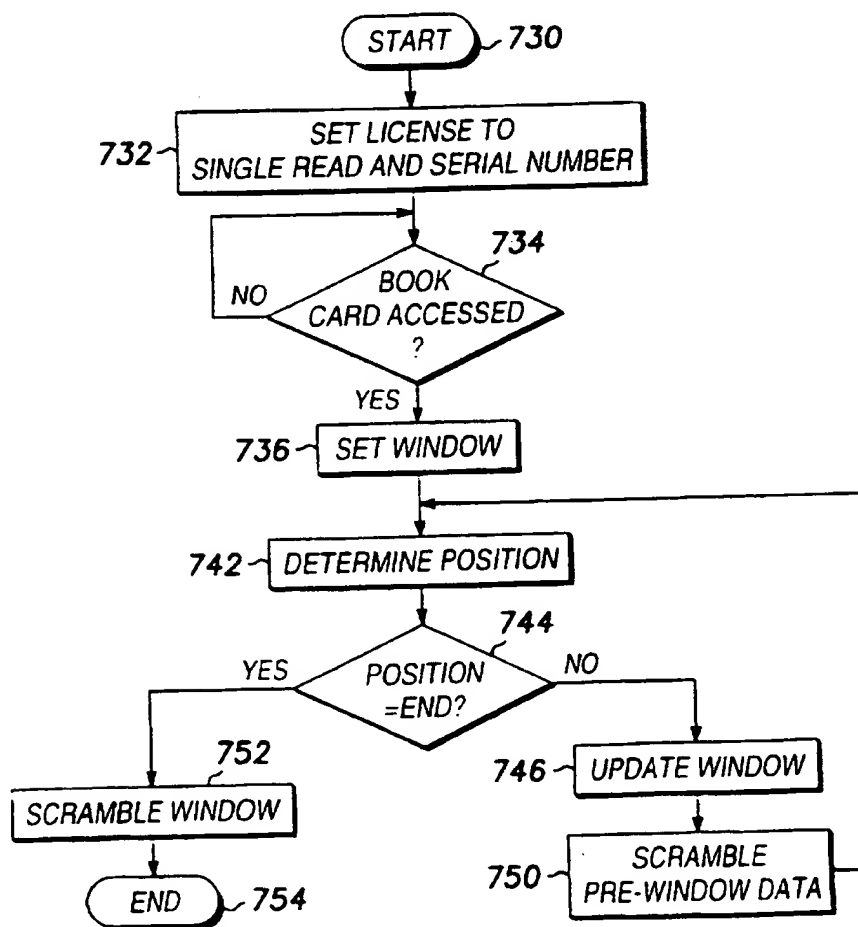 START
730
732
SET LICENSE TO
SINGLE READ AND SERIAL NUMBER
734
BOOK
CARD ACCESSED
?
NO
YES
736
SET WINDOW
742
DETERMINE POSITION
744
YES
POSITION
=END?
NO
752
SCRAMBLE WINDOW
746
UPDATE WINDOW
750
SCRAMBLE
PRE-WINDOW DATA
END
754